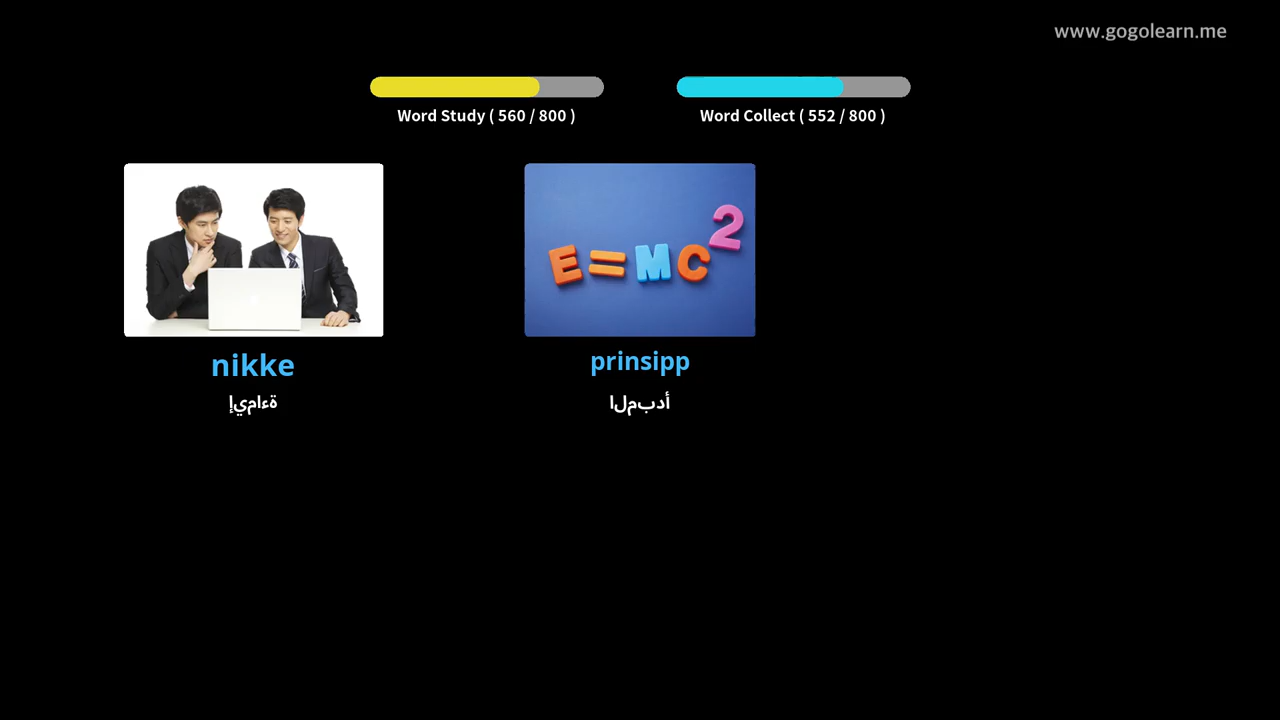 www.gogolearn.me
Word Study ( 560 / 800 )
Word Collect ( 552 / 800 )
E=MC2
nikke
prinsipp
إيماءة
المبدأ